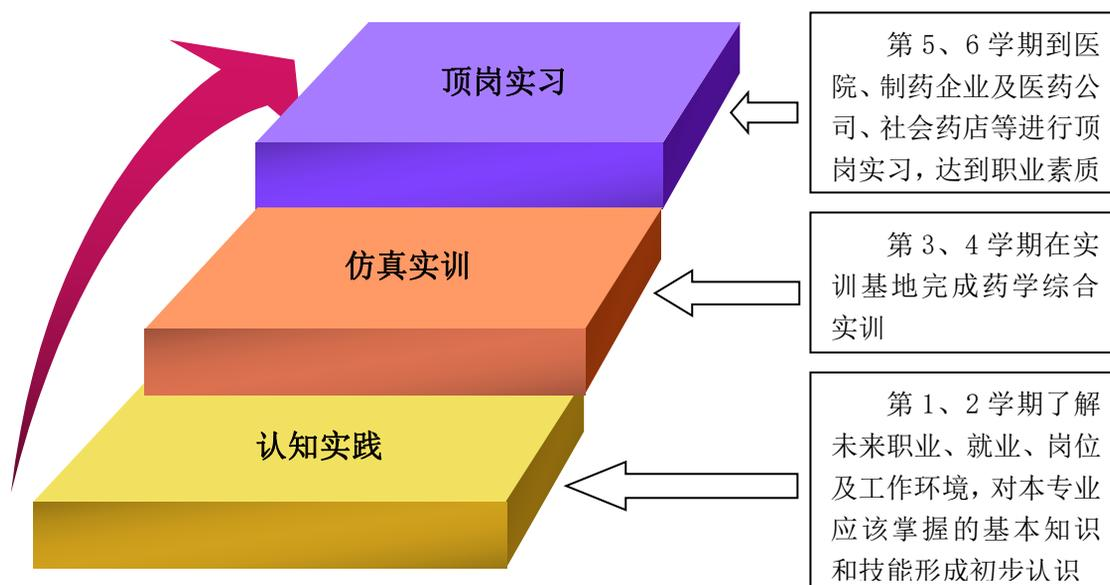 顶岗实习
第 5、6 学期到医
院、制药企业及医药公
司、社会药店等进行顶
岗实习，达到职业素质
仿真实训
第 3、4 学期在实
训基地完成药学综合
实训
认知实践
第 1、2 学期了解
未来职业、就业、岗位
及工作环境，对本专业
应该掌握的基本知识
和技能形成初步认识